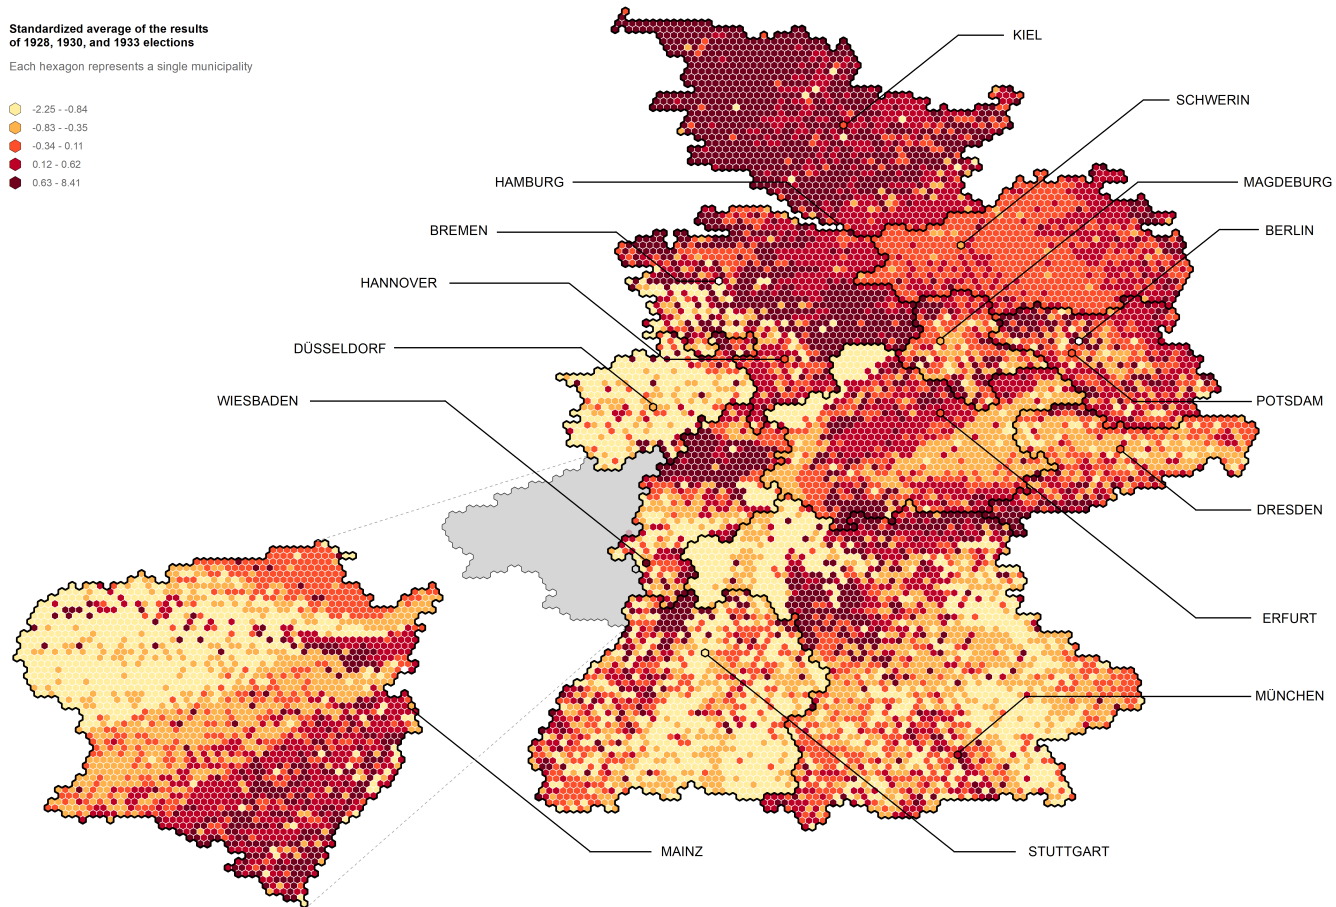 Standardized average of the results
of 1928, 1930, and 1933 elections
Each hexagon represents a single municipality
-2.25 - -0.84
-0.83 - -0.35
-0.34 - 0.11
0.12 - 0.62
0.63 - 8.41
KIEL
SCHWERIN
HAMBURG
MAGDEBURG
BREMEN
BERLIN
HANNOVER
DÜSSELDORF
WIESBADEN
POTSDAM
DRESDEN
ERFURT
MÜNCHEN
MAINZ
STUTTGART